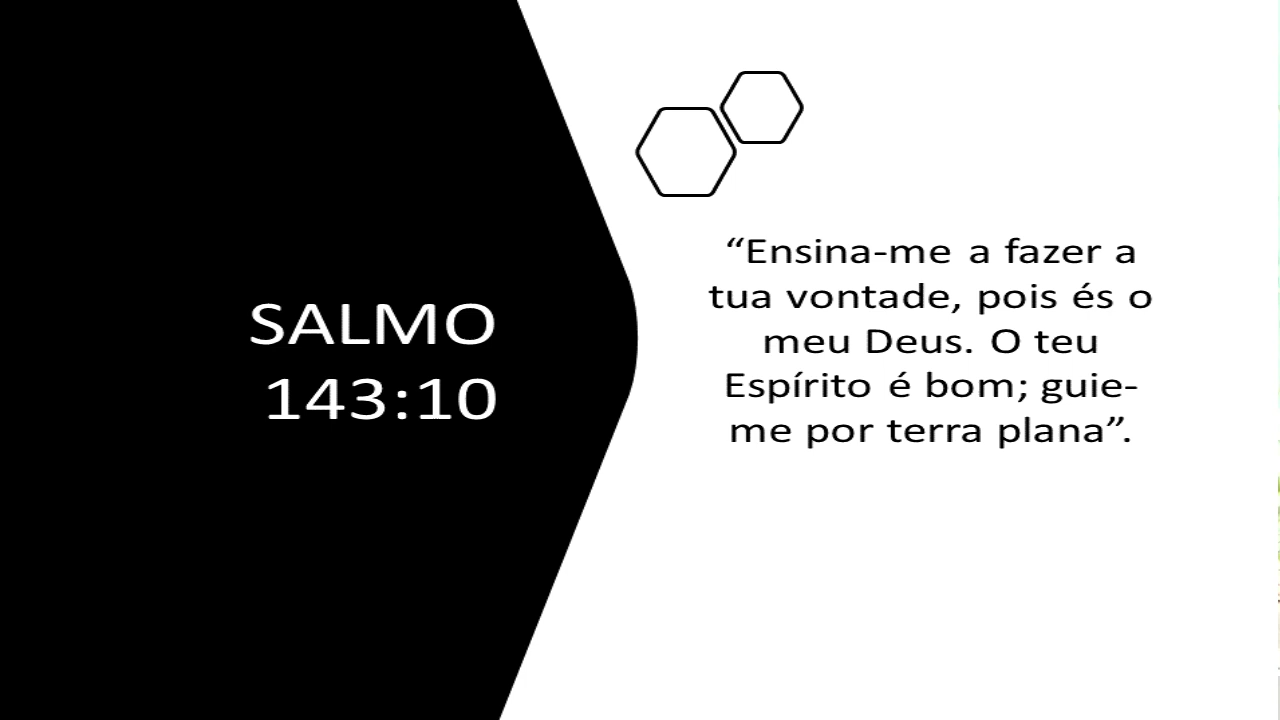 SALMO
143:10
“Ensina-me a fazer a
tua vontade, pois és o
meu Deus. O teu
Espírito é bom; guie-
me por terra plana”.